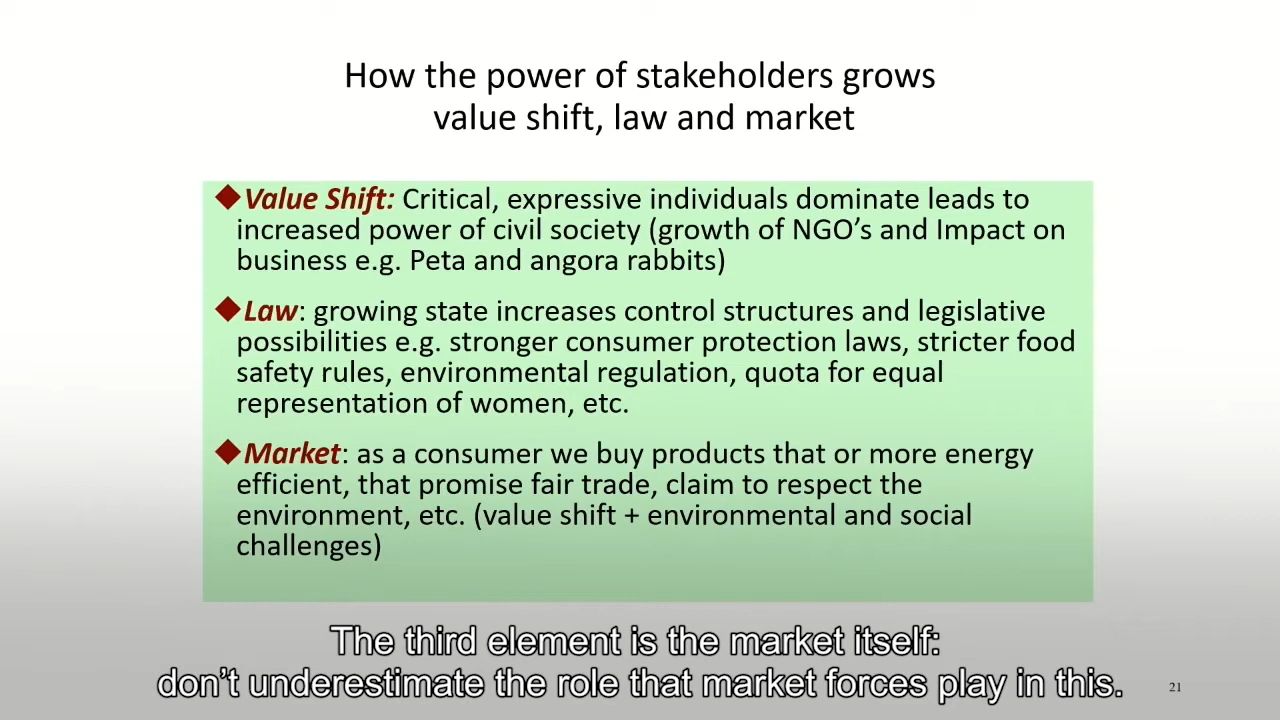 How the power of stakeholders grows
value shift, law and market
◆Value Shift: Critical, expressive individuals dominate leads to
increased power of civil society (growth of NGO’s and Impact on
business e.g. Peta and angora rabbits)
◆Law: growing state increases control structures and legislative
possibilities e.g. stronger consumer protection laws, stricter food
safety rules, environmental regulation, quota for equal
representation of women, etc.
◆Market: as a consumer we buy products that or more energy
efficient, that promise fair trade, claim to respect the
environment, etc. (value shift + environmental and social
challenges)
The third element is the market itself:
don’t underestimate the role that market forces play in this.
21